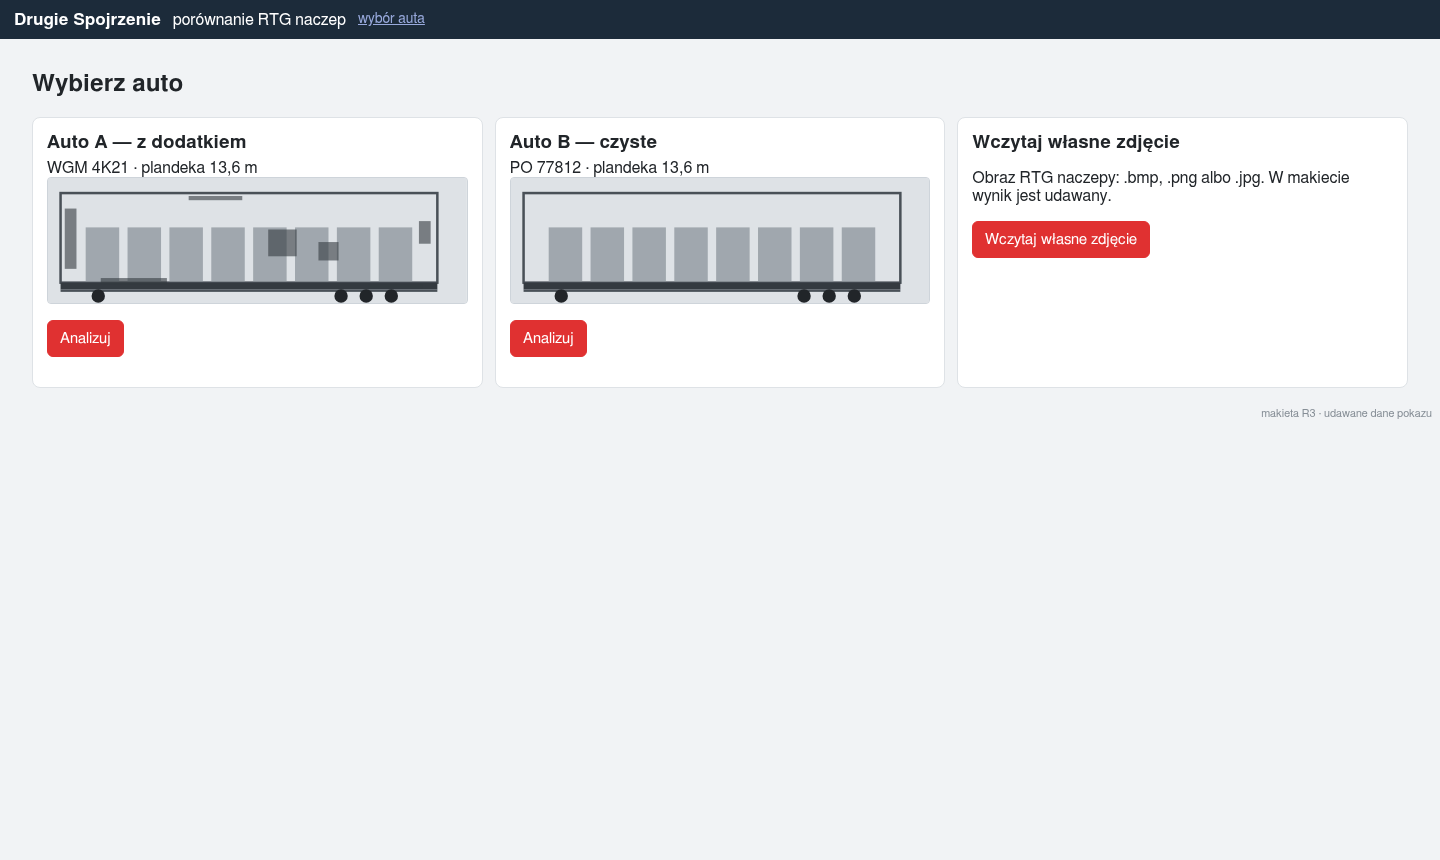 Drugie Spojrzenie porównanie RTG naczep wybór auta
Wybierz auto
Auto A — z dodatkiem
WGM 4K21 · plandeka 13,6 m
Analizuj
Auto B — czyste
PO 77812 · plandeka 13,6 m
Analizuj
Wczytaj własne zdjęcie
Obraz RTG naczepy: .bmp, .png albo .jpg. W makiecie
wynik jest udawany.
Wczytaj własne zdjęcie
makieta R3 · udawane dane pokazu